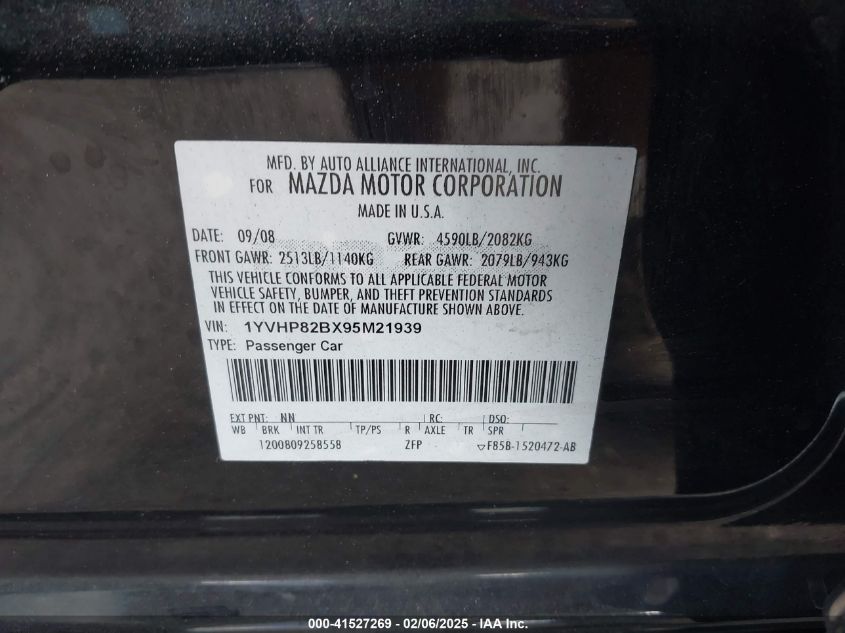 MFD. BY AUTO ALLIANCE INTERNATIONAL, INC.
FOR MAZDA MOTOR CORPORATION
MADE IN U.S.A.
DATE: 09/08 GVWR: 4590LB/2082KG
FRONT GAWR: 2513LB/1140KG REAR GAWR: 2079LB/943KG
THIS VEHICLE CONFORMS TO ALL APPLICABLE FEDERAL MOTOR
VEHICLE SAFETY, BUMPER, AND THEFT PREVENTION STANDARDS
IN EFFECT ON THE DATE OF MANUFACTURE SHOWN ABOVE.
VIN: 1YVHP82BX95M21939
TYPE: Passenger Car
EXT PNT: NN RC: DSO:
WB BRK INT TR TP/PS R AXLE TR SPR
1200809258558 ZFP ▽F85B-1520472-AB
000-41527269 - 02/06/2025 - IAA Inc.